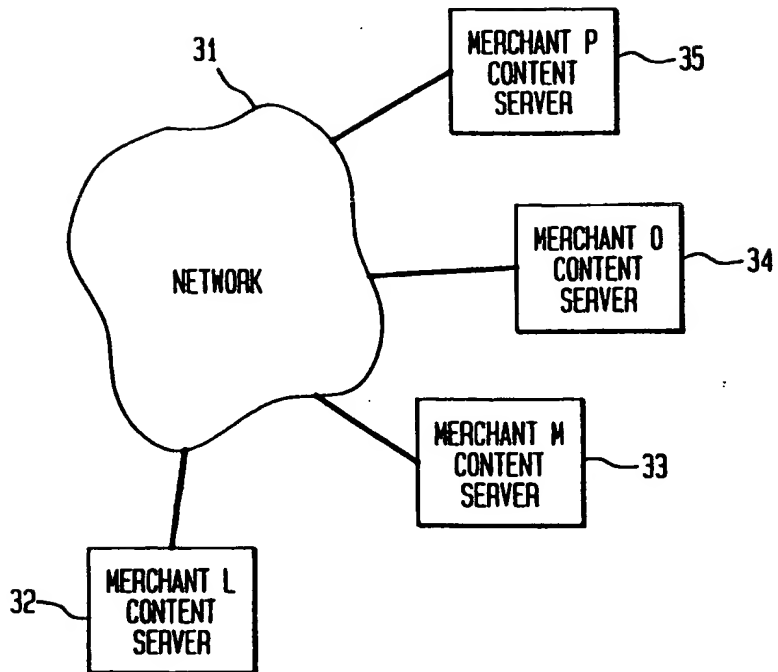 31
MERCHANT P
CONTENT
SERVER
35
NETWORK
MERCHANT O
CONTENT
SERVER
34
MERCHANT M
CONTENT
SERVER
33
MERCHANT L
CONTENT
SERVER
32